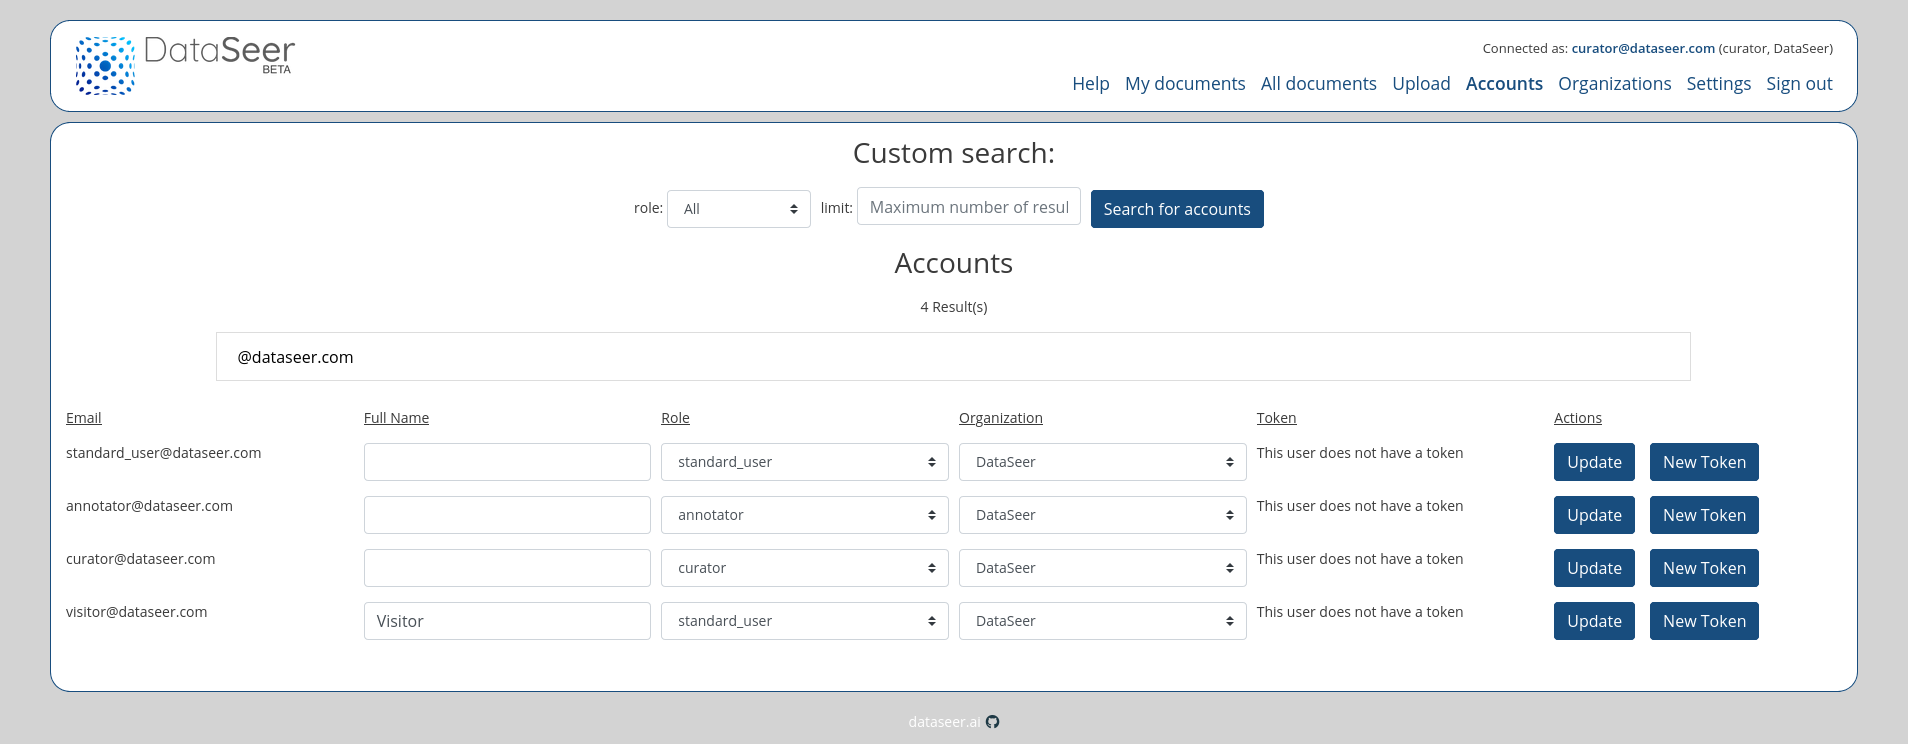 DataSeer
BETA
Connected as: curator@dataseer.com (curator, DataSeer)
Help My documents All documents Upload Accounts Organizations Settings Sign out
Custom search:
role: All limit: Maximum number of resul Search for accounts
Accounts
4 Result(s)
@dataseer.com
Email Full Name Role Organization Token Actions
standard_user@dataseer.com standard_user DataSeer This user does not have a token Update New Token
annotator@dataseer.com annotator DataSeer This user does not have a token Update New Token
curator@dataseer.com curator DataSeer This user does not have a token Update New Token
visitor@dataseer.com Visitor standard_user DataSeer This user does not have a token Update New Token
dataseer.ai